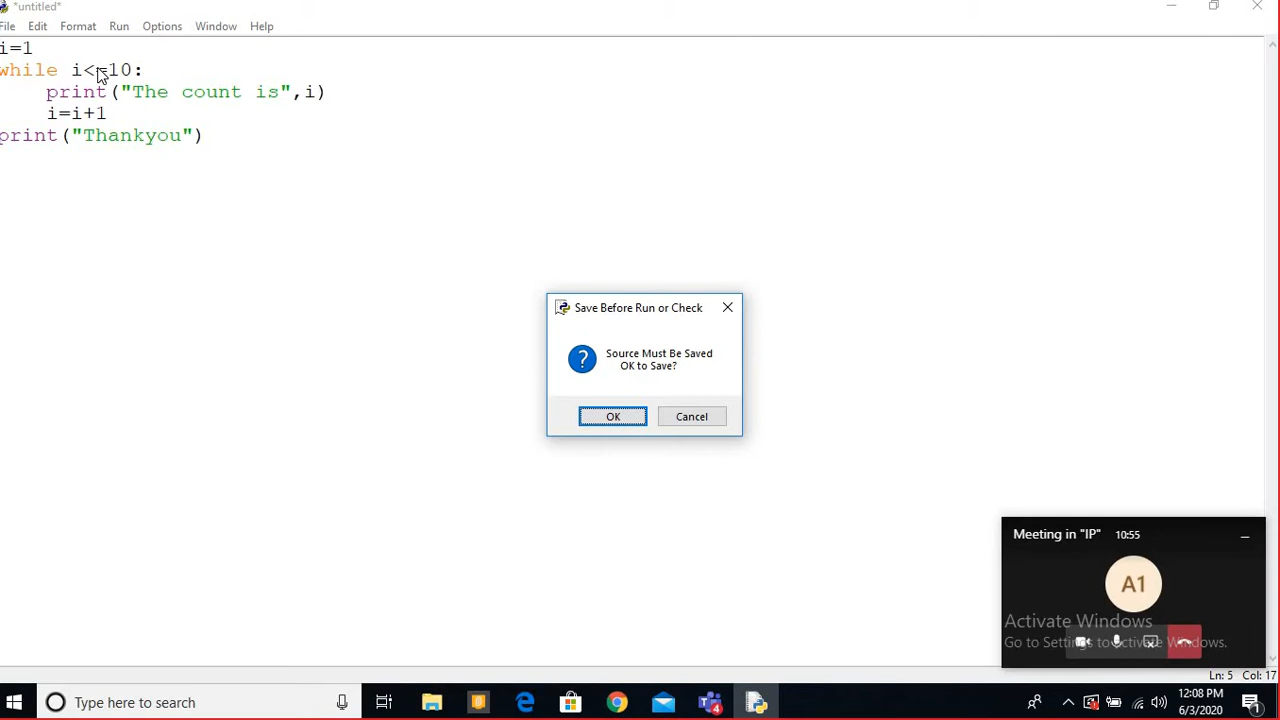 *untitled*
File Edit Format Run Options Window Help
i=1
while i<=10:
print("The count is",i)
i=i+1
print("Thankyou")
Save Before Run or Check
?
Source Must Be Saved
OK to Save?
OK Cancel
Meeting in "IP" 10:55
A1
Activate Windows
Go to Settings to Activate Windows.
Ln: 5 Col: 17
Type here to search
4
12:08 PM
6/3/2020
1